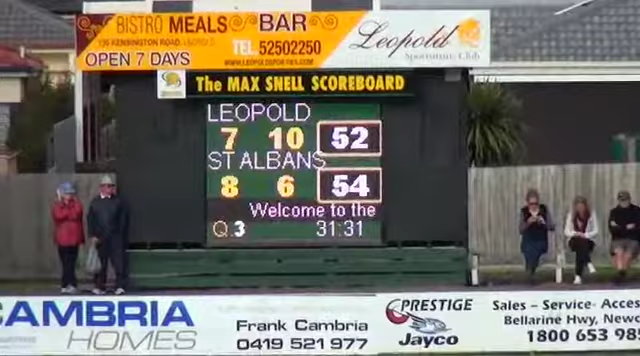 BISTRO MEALS BAR
135 KENSINGTON ROAD, LEOPOLD
OPEN 7 DAYS
TEL 52502250
WWW.LEOPOLDSPORTING.COM
Leopold
Sportsmans Club
The MAX SNELL SCOREBOARD
LEOPOLD
7 10 52
ST ALBANS
8 6 54
Welcome to the
Q.3 31:31
CAMBRIA
HOMES
Frank Cambria
0419 521 977
PRESTIGE
Jayco
Sales - Service- Acces
Bellarine Hwy, Newc
1800 653 98